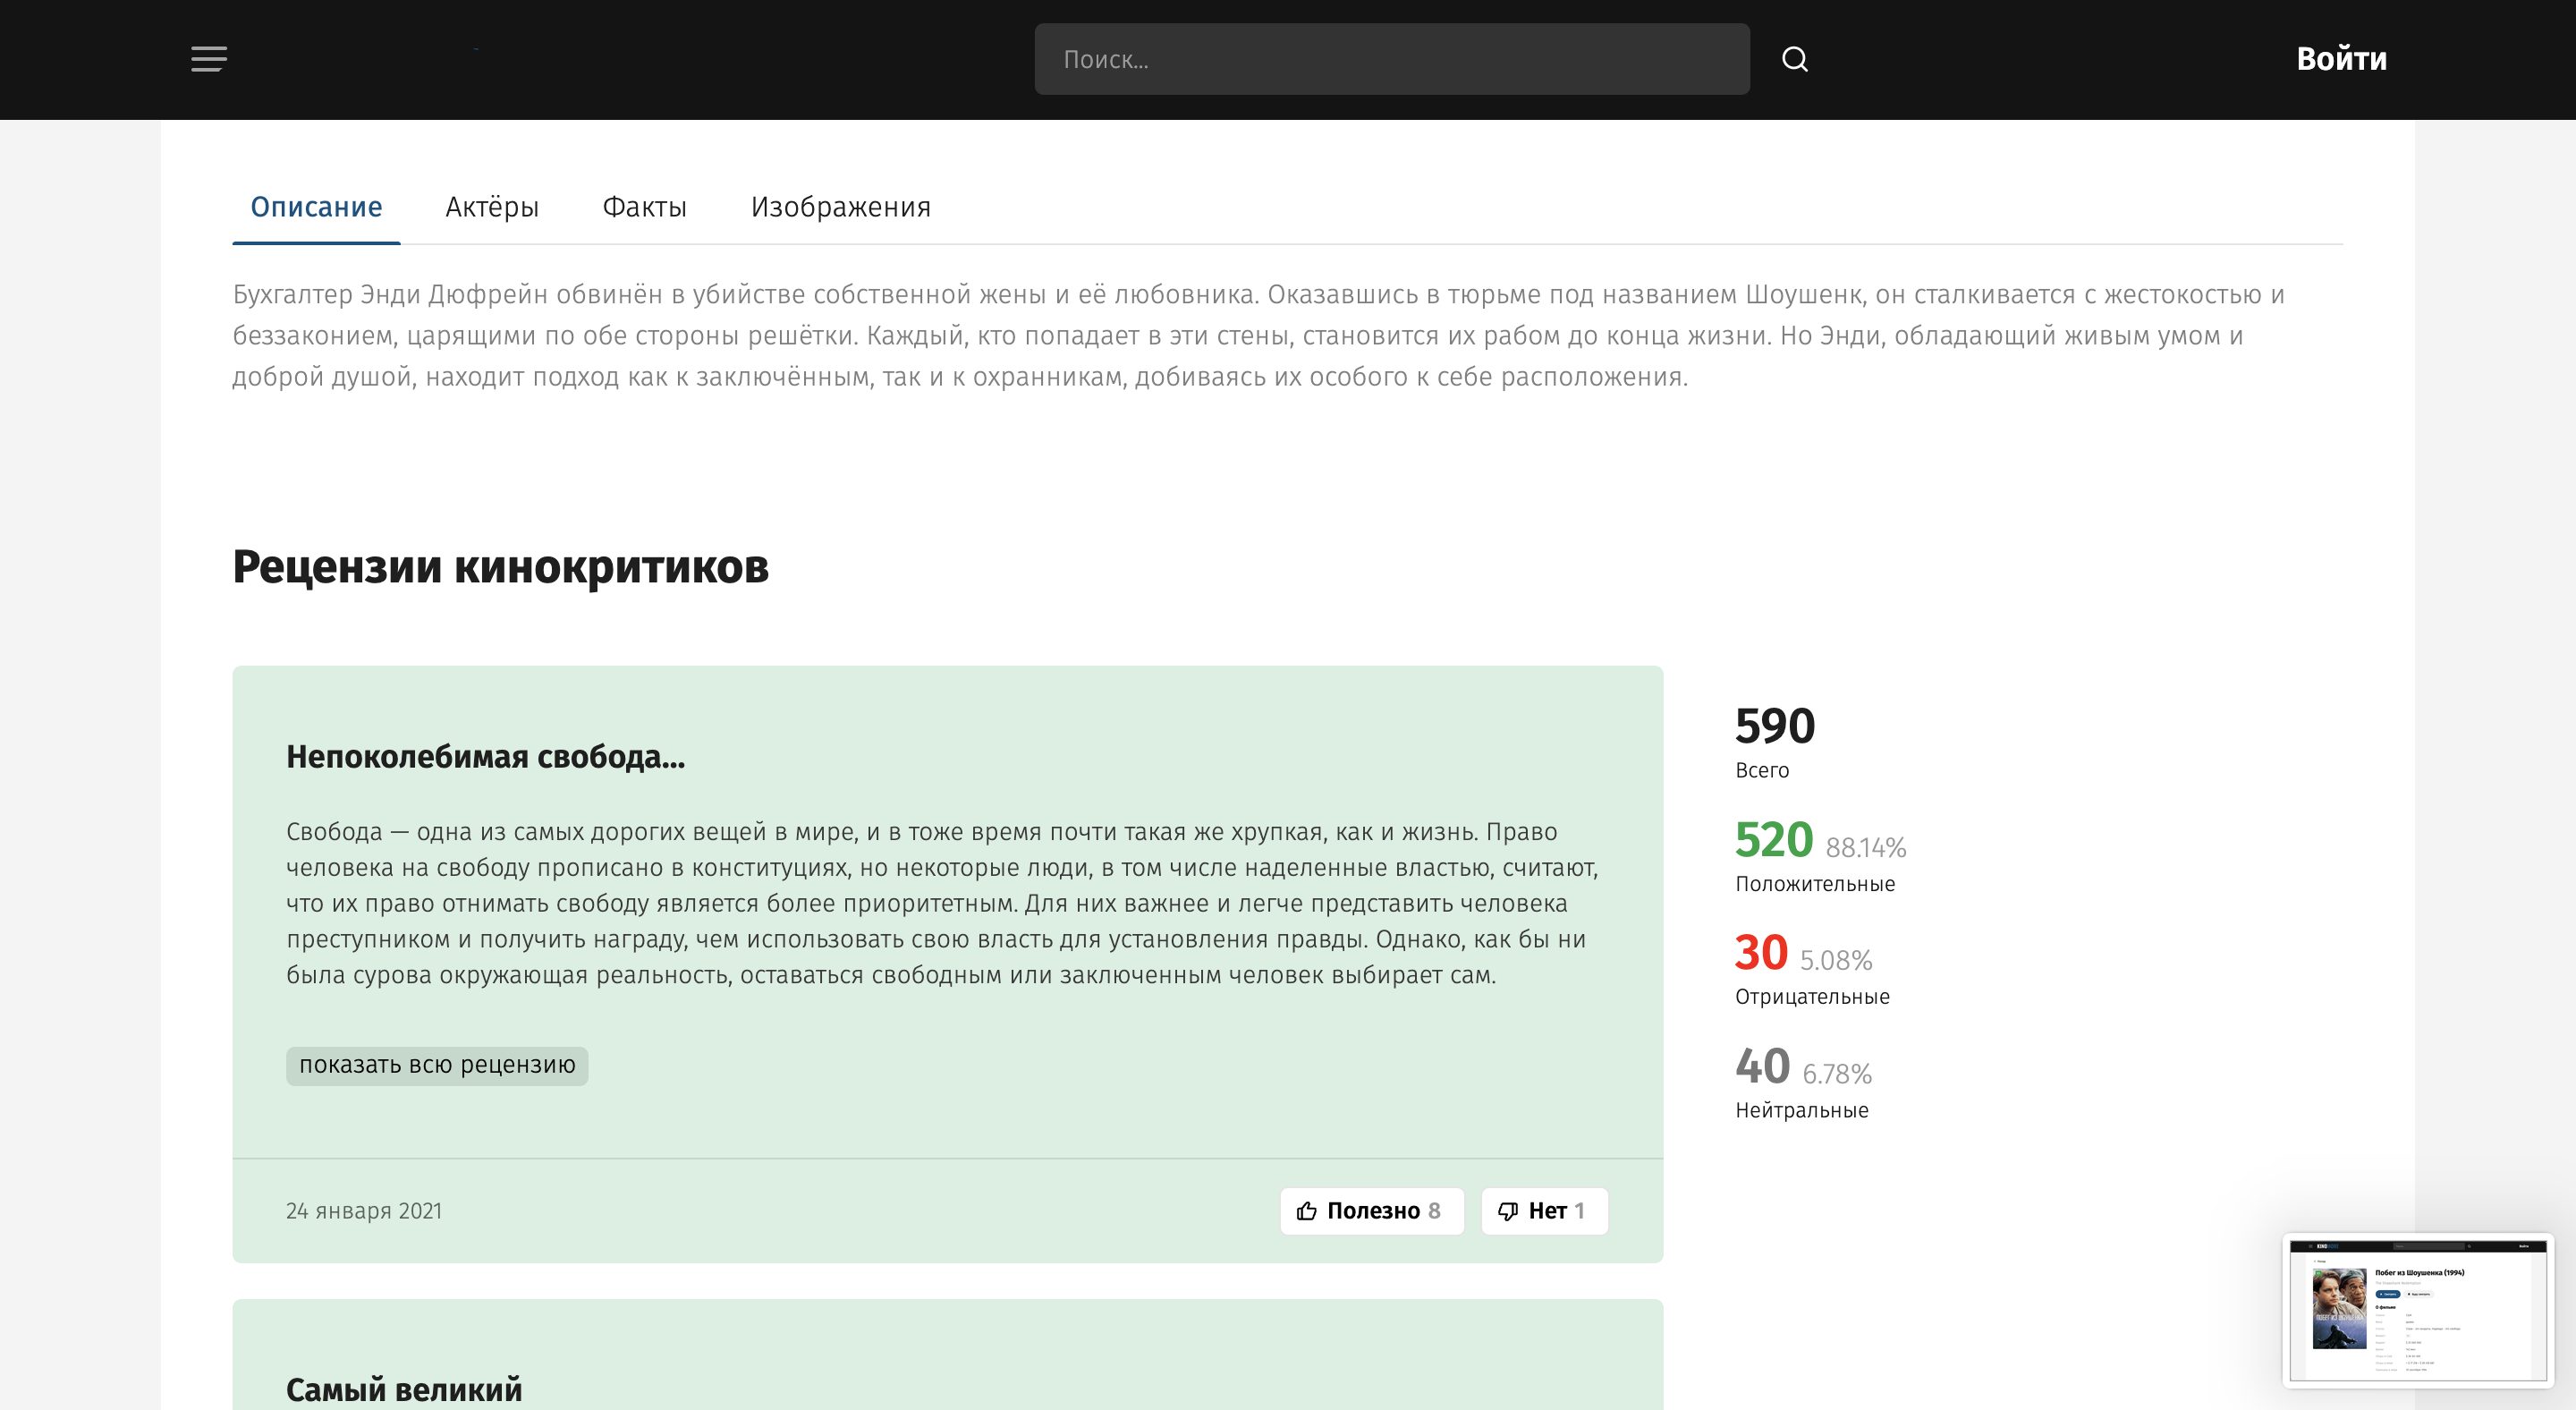 Поиск...
Войти
Описание Актёры Факты Изображения
Бухгалтер Энди Дюфрейн обвинён в убийстве собственной жены и её любовника. Оказавшись в тюрьме под названием Шоушенк, он сталкивается с жестокостью и
беззаконием, царящими по обе стороны решётки. Каждый, кто попадает в эти стены, становится их рабом до конца жизни. Но Энди, обладающий живым умом и
доброй душой, находит подход как к заключённым, так и к охранникам, добиваясь их особого к себе расположения.
Рецензии кинокритиков
Непоколебимая свобода...
Свобода — одна из самых дорогих вещей в мире, и в тоже время почти такая же хрупкая, как и жизнь. Право
человека на свободу прописано в конституциях, но некоторые люди, в том числе наделенные властью, считают,
что их право отнимать свободу является более приоритетным. Для них важнее и легче представить человека
преступником и получить награду, чем использовать свою власть для установления правды. Однако, как бы ни
была сурова окружающая реальность, оставаться свободным или заключенным человек выбирает сам.
показать всю рецензию
24 января 2021
Полезно 8
Нет 1
590
Всего
520 88.14%
Положительные
30 5.08%
Отрицательные
40 6.78%
Нейтральные
Самый великий
Побег из Шоушенка (1994)